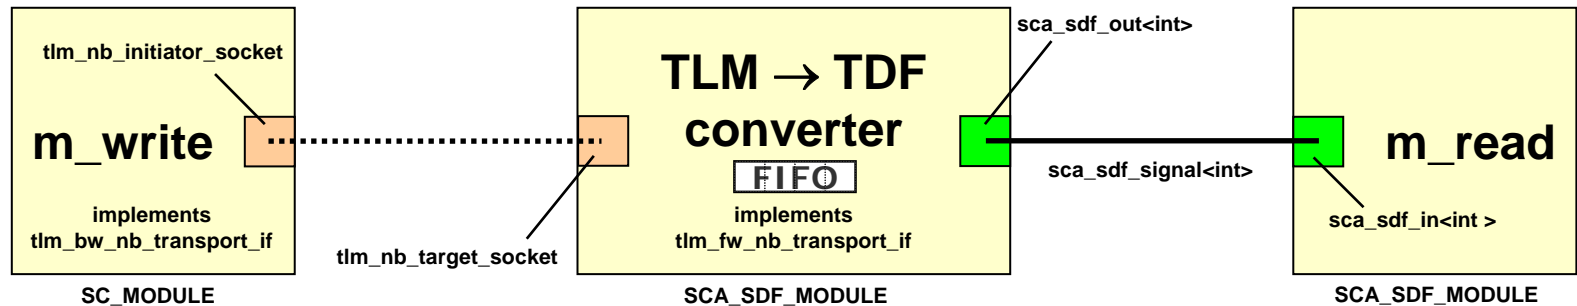 sca_sdf_out<int>
tlm_nb_initiator_socket
TLM → TDF
converter
m_write
m_read
FIFO
sca_sdf_signal<int>
implements
tlm_bw_nb_transport_if
implements
tlm_fw_nb_transport_if
sca_sdf_in<int >
tlm_nb_target_socket
SC_MODULE
SCA_SDF_MODULE
SCA_SDF_MODULE